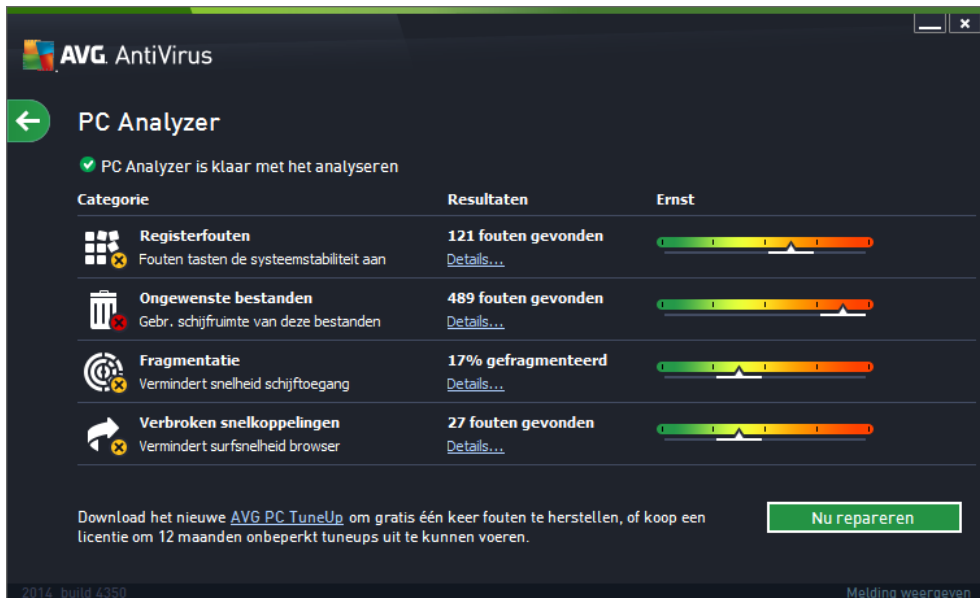 AVG. AntiVirus
PC Analyzer
PC Analyzer is klaar met het analyseren
Categorie Resultaten Ernst
Registerfouten 121 fouten gevonden
Fouten tasten de systeemstabiliteit aan Details...
Ongewenste bestanden 489 fouten gevonden
Gebr. schijfruimte van deze bestanden Details...
Fragmentatie 17% gefragmenteerd
Vermindert snelheid schijftoegang Details...
Verbroken snelkoppelingen 27 fouten gevonden
Vermindert surfsnelheid browser Details...
Download het nieuwe AVG PC TuneUp om gratis één keer fouten te herstellen, of koop een
licentie om 12 maanden onbeperkt tuneups uit te kunnen voeren.
Nu repareren
2014 build 4350 Melding weergeven